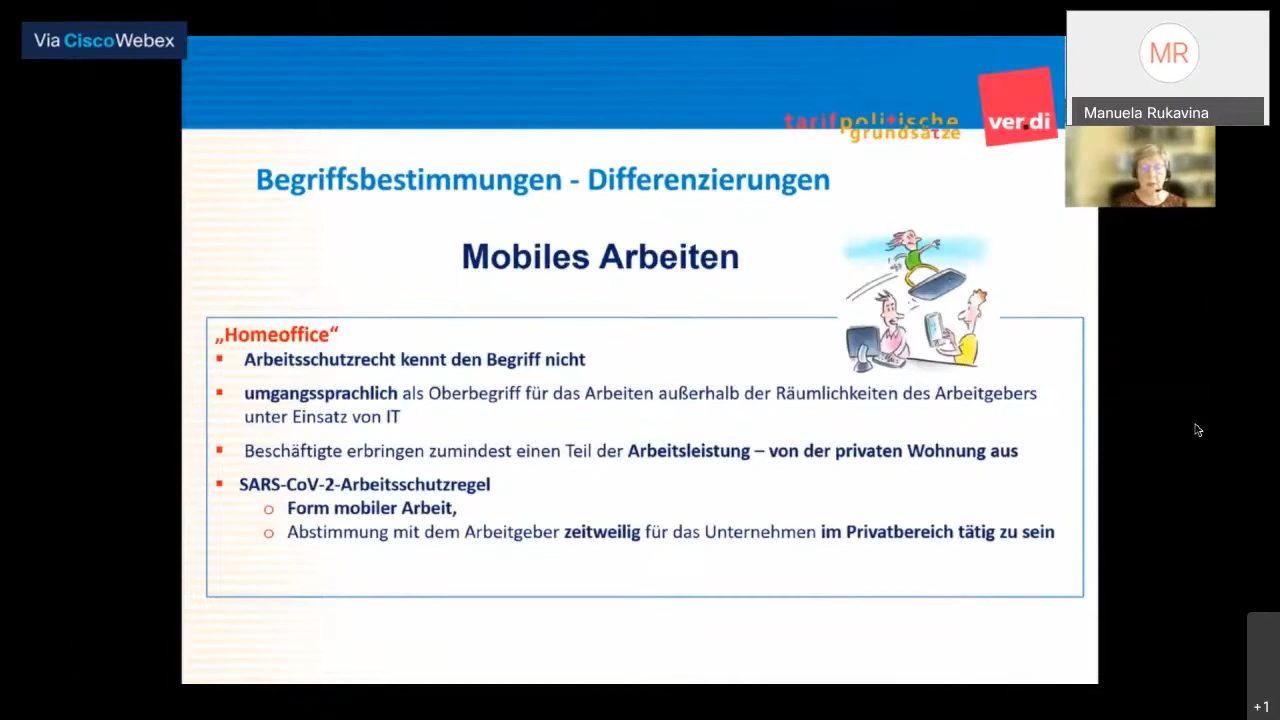 Via Cisco Webex
MR
Manuela Rukavina
tarifpolitische
grundsätze
ver.di
Begriffsbestimmungen - Differenzierungen
Mobiles Arbeiten
„Homeoffice“
▪ Arbeitsschutzrecht kennt den Begriff nicht
▪ umgangssprachlich als Oberbegriff für das Arbeiten außerhalb der Räumlichkeiten des Arbeitgebers
unter Einsatz von IT
▪ Beschäftigte erbringen zumindest einen Teil der Arbeitsleistung – von der privaten Wohnung aus
▪ SARS-CoV-2-Arbeitsschutzregel
o Form mobiler Arbeit,
o Abstimmung mit dem Arbeitgeber zeitweilig für das Unternehmen im Privatbereich tätig zu sein
+1